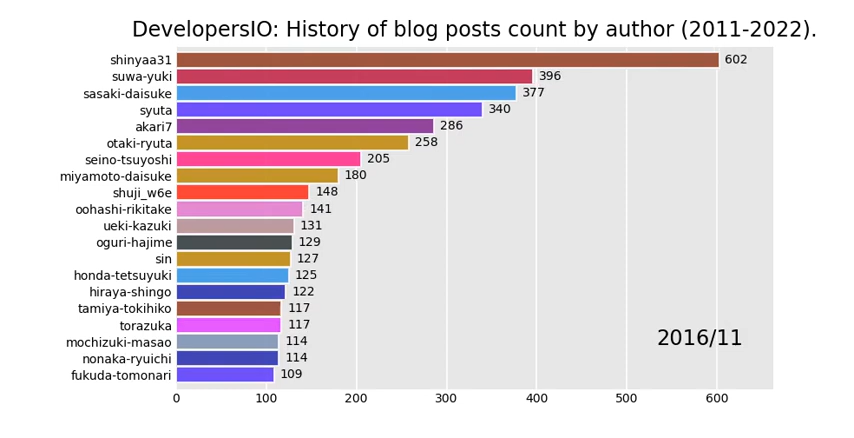 DevelopersIO: History of blog posts count by author (2011-2022).
shinyaa31 602
suwa-yuki 396
sasaki-daisuke 377
syuta 340
akari7 286
otaki-ryuta 258
seino-tsuyoshi 205
miyamoto-daisuke 180
shuji_w6e 148
oohashi-rikitake 141
ueki-kazuki 131
oguri-hajime 129
sin 127
honda-tetsuyuki 125
hiraya-shingo 122
tamiya-tokihiko 117
torazuka 117
mochizuki-masao 114
nonaka-ryuichi 114
fukuda-tomonari 109
2016/11
0 100 200 300 400 500 600